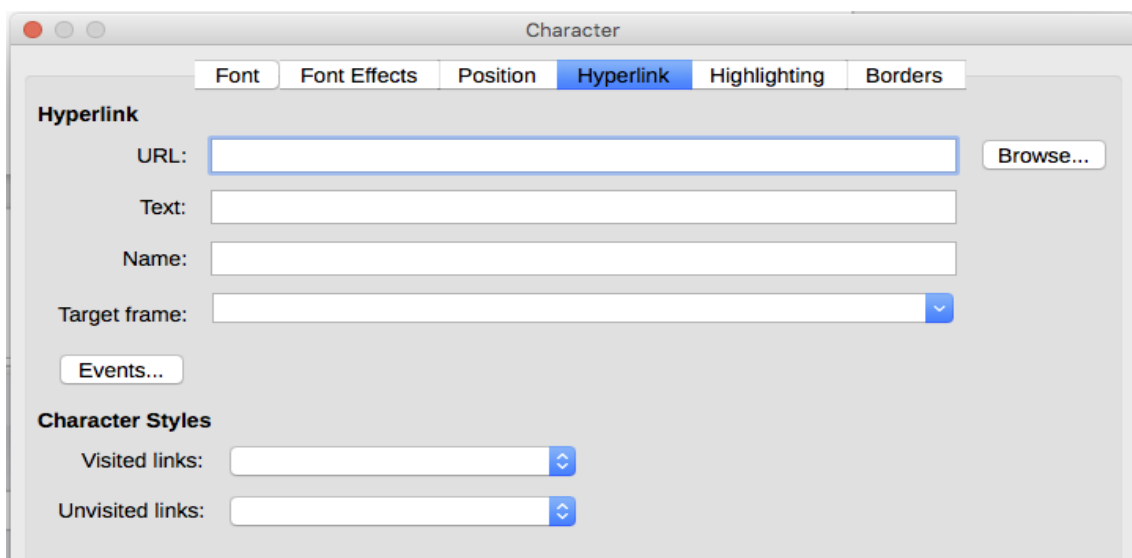 Character
Font Font Effects Position Hyperlink Highlighting Borders
Hyperlink
URL: Browse...
Text:
Name:
Target frame:
Events...
Character Styles
Visited links:
Unvisited links: